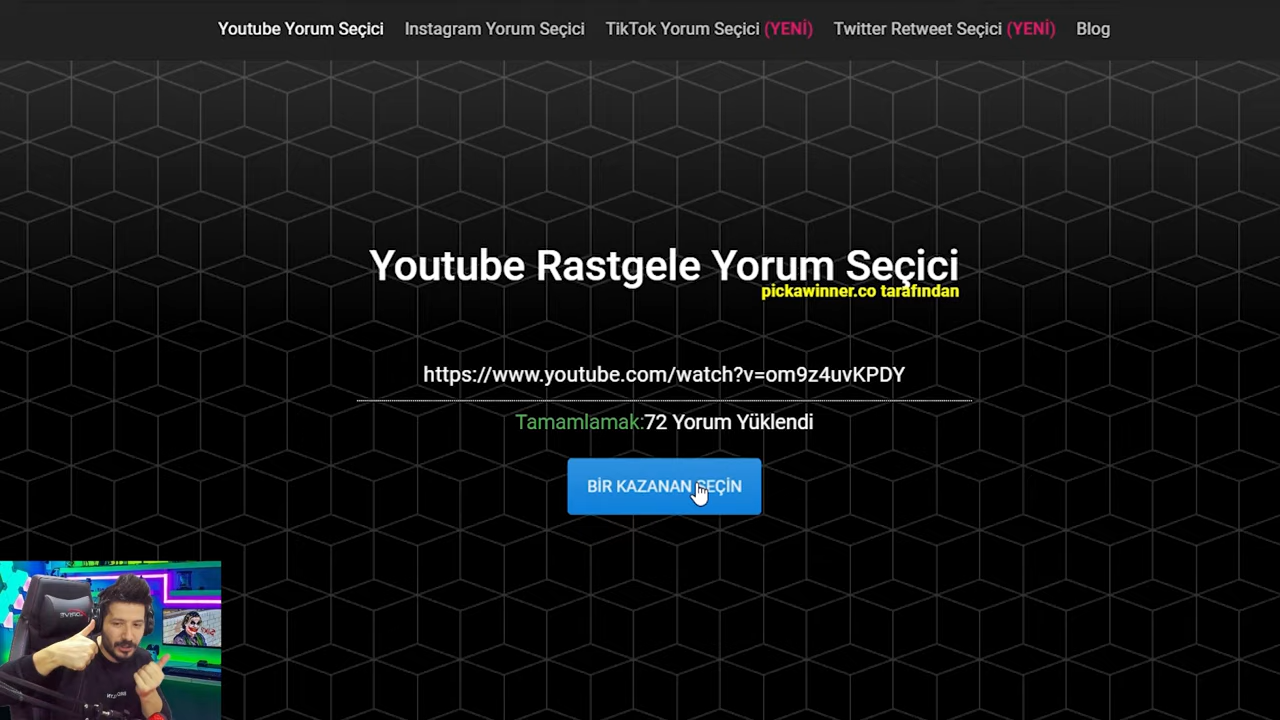 Youtube Yorum Seçici Instagram Yorum Seçici TikTok Yorum Seçici (YENİ) Twitter Retweet Seçici (YENİ) Blog
Youtube Rastgele Yorum Seçici
pickawinner.co tarafından
https://www.youtube.com/watch?v=om9z4uvKPDY
Tamamlamak:72 Yorum Yüklendi
BİR KAZANAN SEÇİN